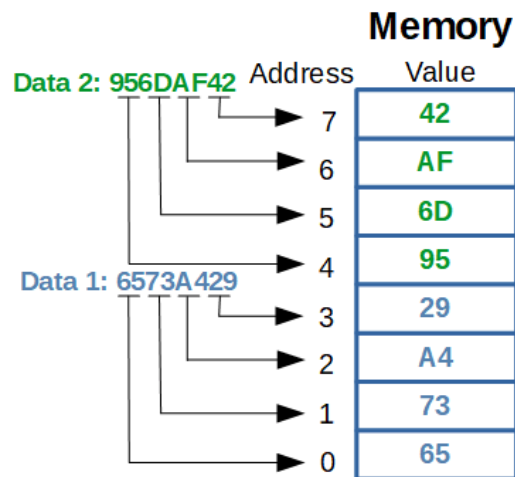 Memory
Data 2: 956DAF42 Address Value
7 42
6 AF
5 6D
4 95
Data 1: 6573A429
3 29
2 A4
1 73
0 65